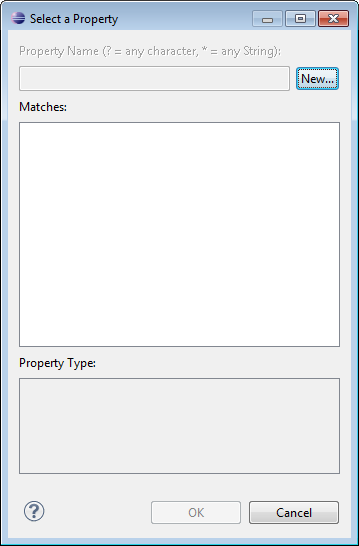 Select a Property
Property Name (? = any character, * = any String):
New...
Matches:
Property Type:
?
OK
Cancel